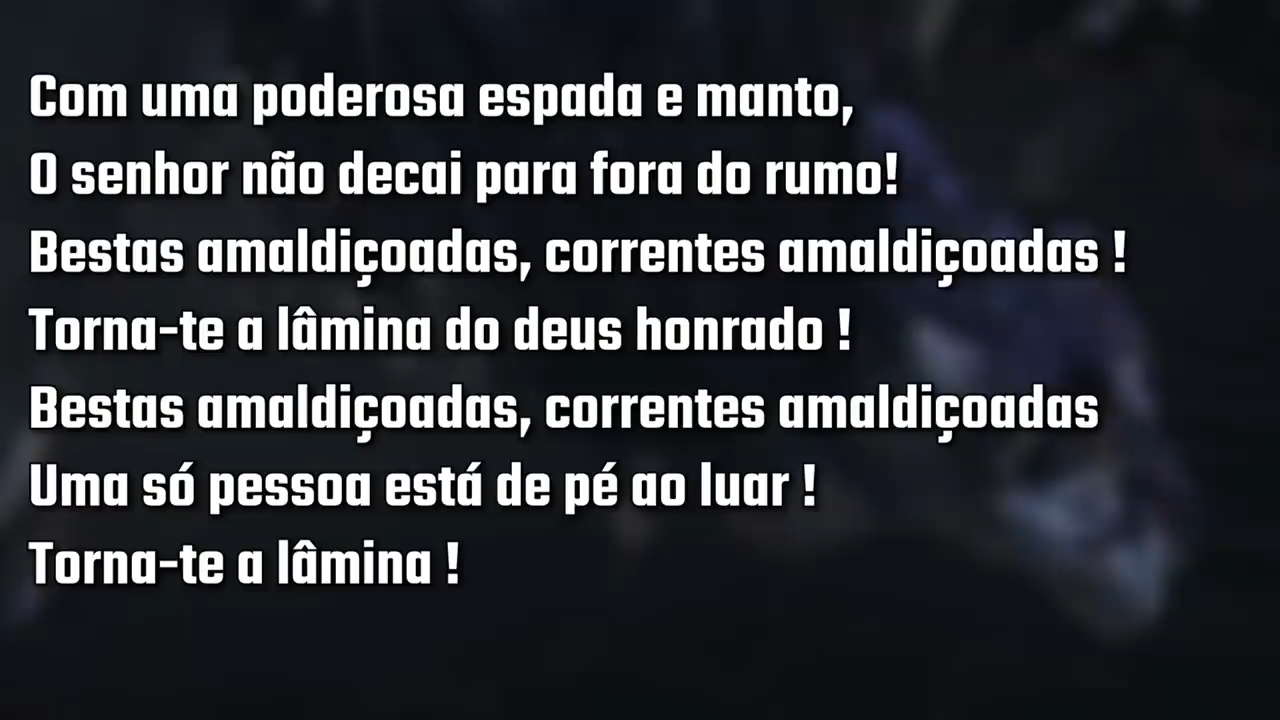 Com uma poderosa espada e manto,
O senhor não decai para fora do rumo!
Bestas amaldiçoadas, correntes amaldiçoadas !
Torna-te a lâmina do deus honrado !
Bestas amaldiçoadas, correntes amaldiçoadas
Uma só pessoa está de pé ao luar !
Torna-te a lâmina !